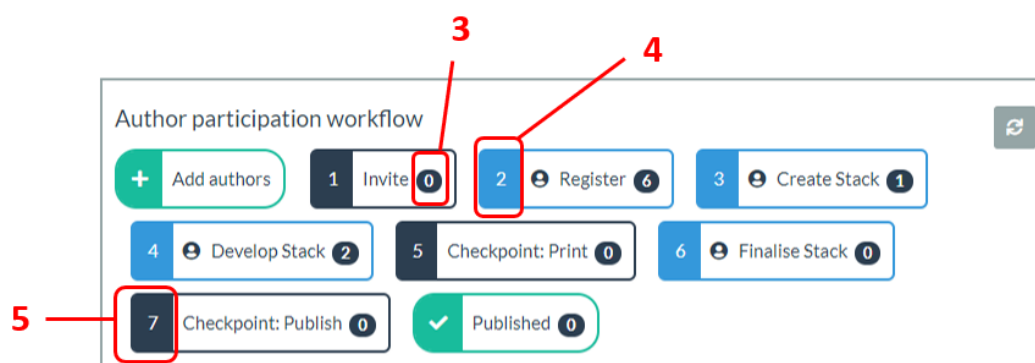 3
4
Author participation workflow
+ Add authors 1 Invite 0 2 Register 6 3 Create Stack 1
4 Develop Stack 2 5 Checkpoint: Print 0 6 Finalise Stack 0
5
7 Checkpoint: Publish 0 Published 0